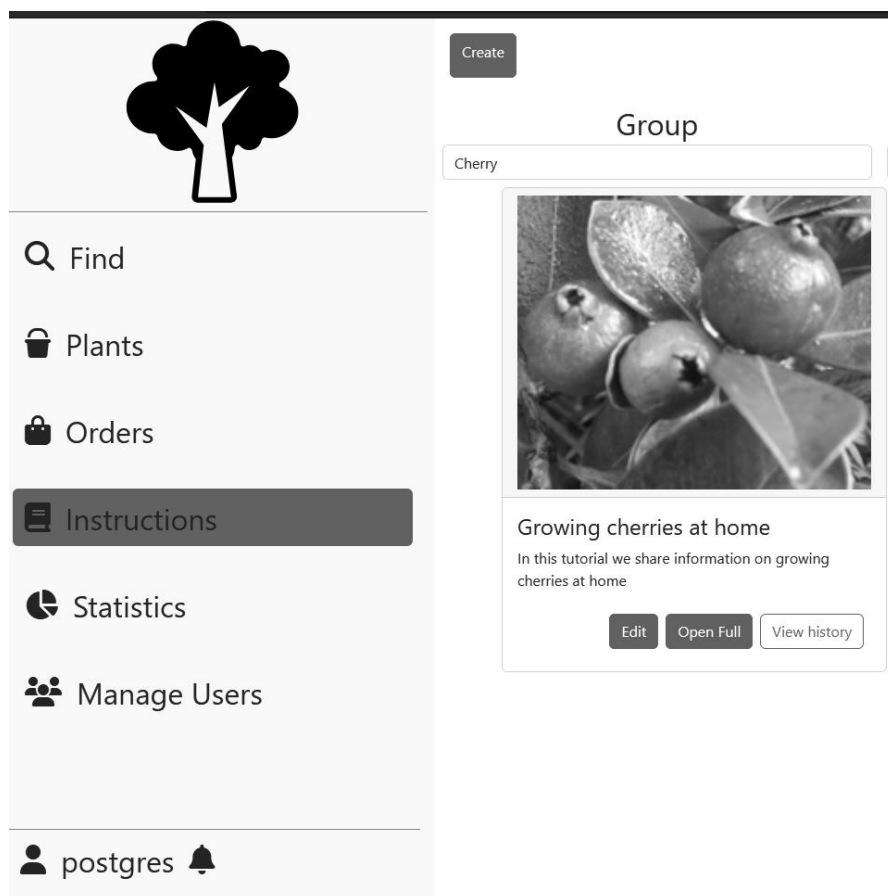 Find
Plants
Orders
Instructions
Statistics
Manage Users
postgres
Create
Group
Cherry
Growing cherries at home
In this tutorial we share information on growing
cherries at home
Edit
Open Full
View history